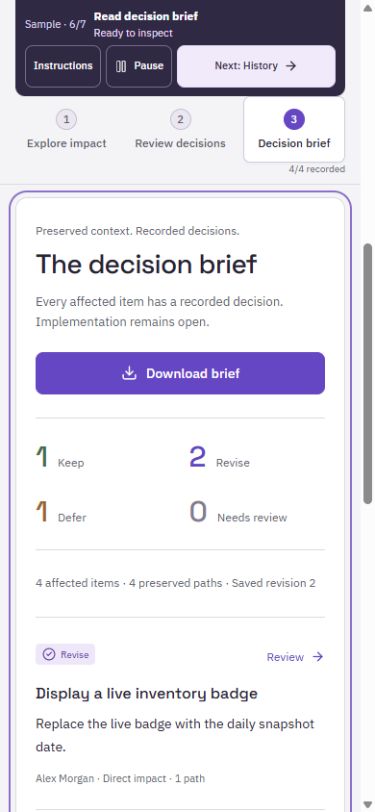 Sample · 6/7
Read decision brief
Ready to inspect
Instructions
Pause
Next: History
1
Explore impact
2
Review decisions
3
Decision brief
4/4 recorded
Preserved context. Recorded decisions.
The decision brief
Every affected item has a recorded decision.
Implementation remains open.
Download brief
1 Keep
2 Revise
1 Defer
0 Needs review
4 affected items · 4 preserved paths · Saved revision 2
Revise
Review
Display a live inventory badge
Replace the live badge with the daily snapshot
date.
Alex Morgan · Direct impact · 1 path